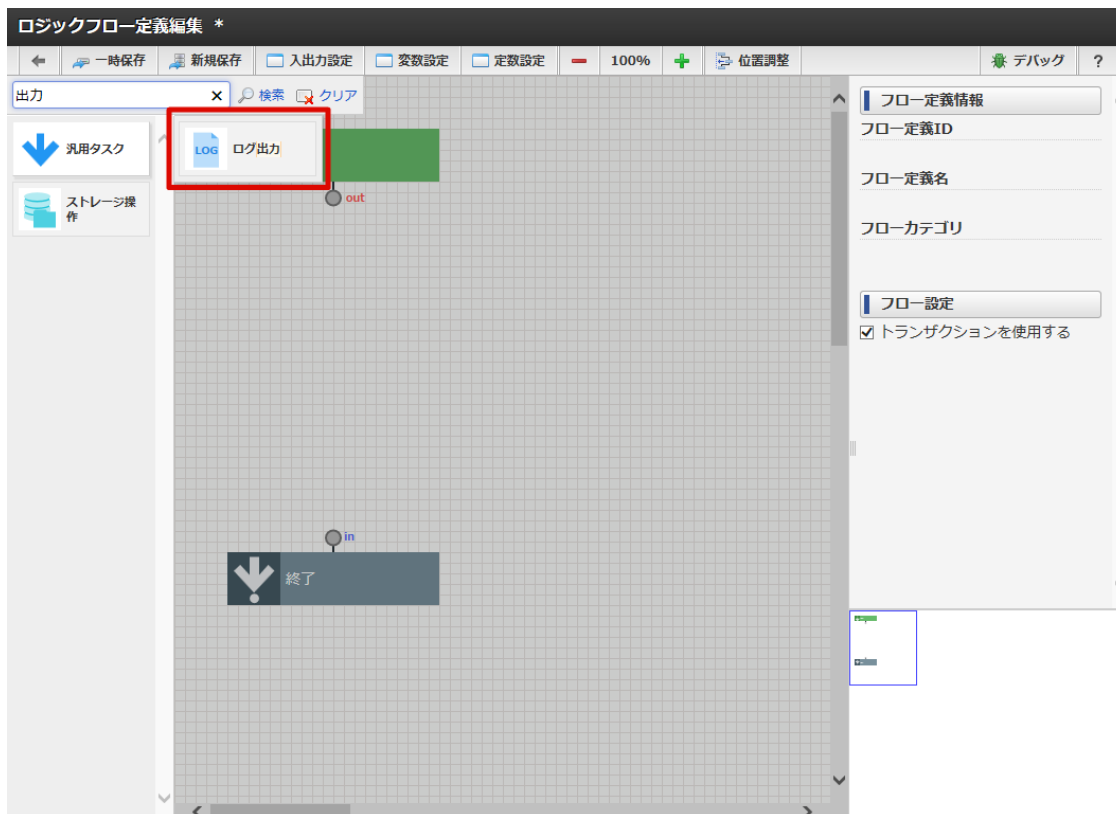 ロジックフロー定義編集 *
一時保存 新規保存 入出力設定 変数設定 定数設定 100% 位置調整 デバッグ ?
出力 × 検索 クリア
汎用タスク
ストレージ操
作
LOG ログ出力
out
in
終了
フロー定義情報
フロー定義ID
フロー定義名
フローカテゴリ
フロー設定
トランザクションを使用する